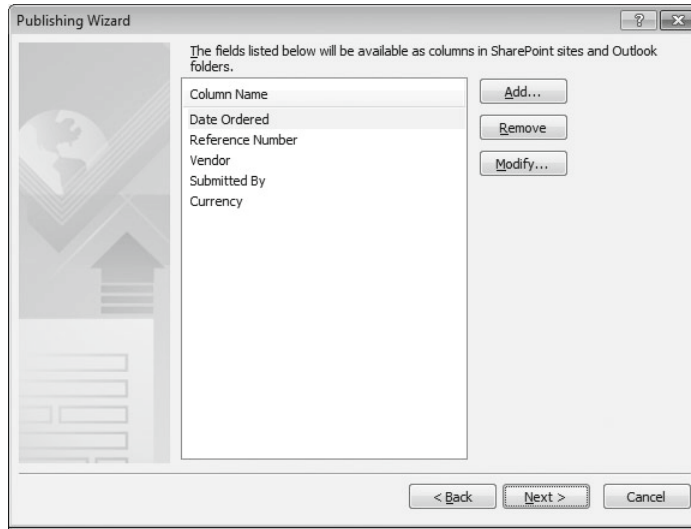 Publishing Wizard
The fields listed below will be available as columns in SharePoint sites and Outlook
folders.
Column Name
Date Ordered
Reference Number
Vendor
Submitted By
Currency
Add...
Remove
Modify...
< Back
Next >
Cancel